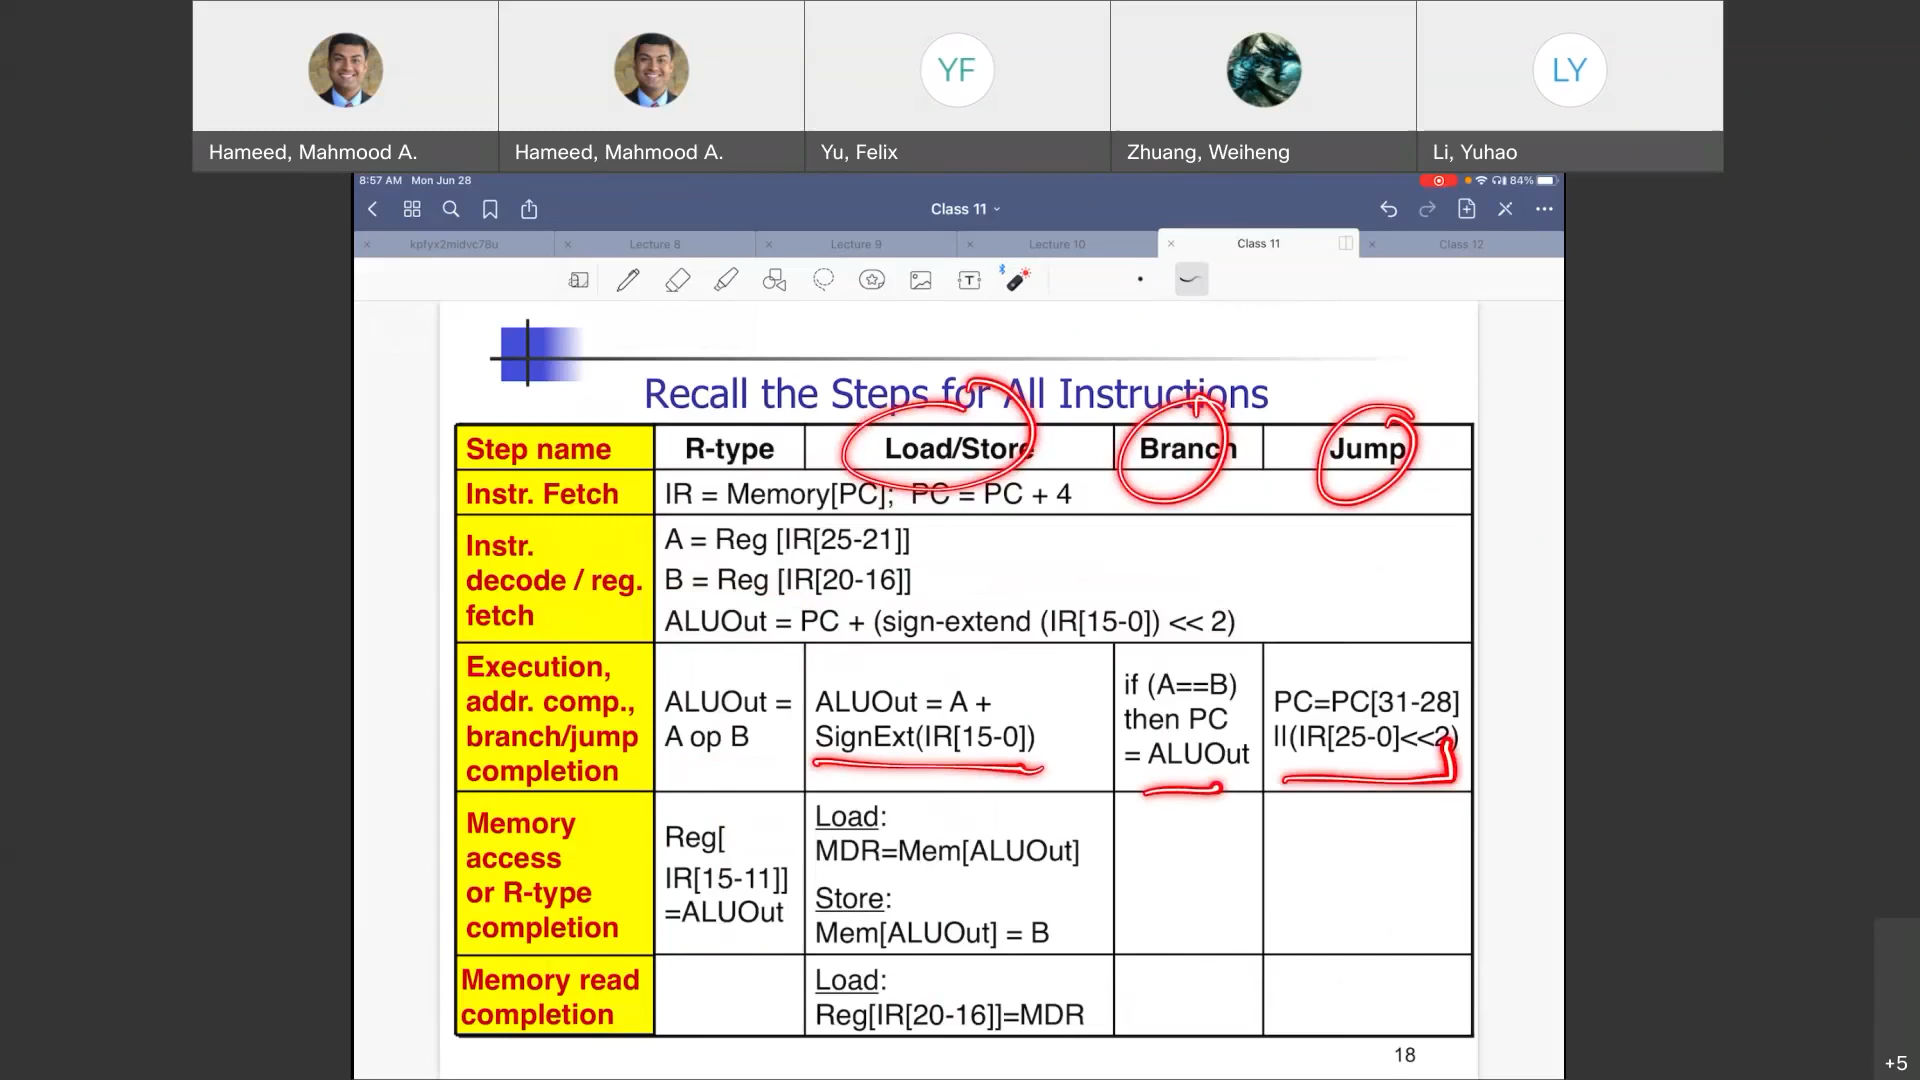 YF
LY
Hameed, Mahmood A.
Hameed, Mahmood A.
Yu, Felix
Zhuang, Weiheng
Li, Yuhao
8:57 AM Mon Jun 28
84%
Class 11
kpfyx2midvc78u
Lecture 8
Lecture 9
Lecture 10
Class 11
Class 12
T
Recall the Steps for All Instructions
Step name
R-type
Load/Store
Branch
Jump
Instr. Fetch
IR = Memory[PC]; PC = PC + 4
Instr.
decode / reg.
fetch
A = Reg [IR[25-21]]
B = Reg [IR[20-16]]
ALUOut = PC + (sign-extend (IR[15-0]) << 2)
Execution,
addr. comp.,
branch/jump
completion
ALUOut =
A op B
ALUOut = A +
SignExt(IR[15-0])
if (A==B)
then PC
= ALUOut
PC=PC[31-28]
II(IR[25-0]<<2)
Memory
access
or R-type
completion
Reg[
IR[15-11]]
=ALUOut
Load:
MDR=Mem[ALUOut]
Store:
Mem[ALUOut] = B
Memory read
completion
Load:
Reg[IR[20-16]]=MDR
18
+5